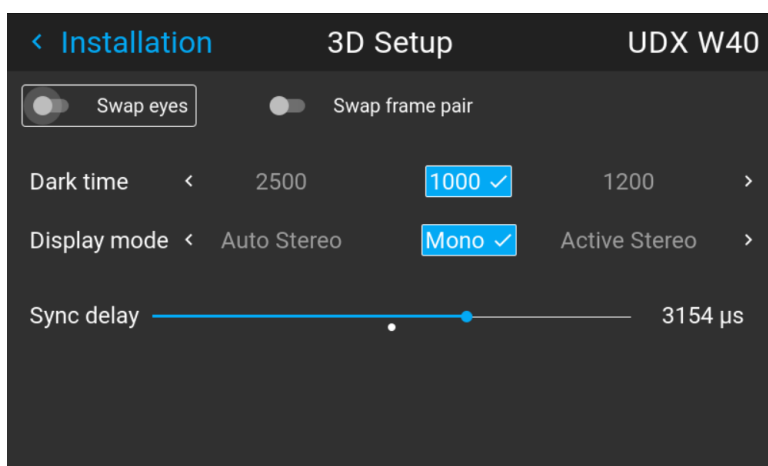 Installation 3D Setup UDX W40
Swap eyes Swap frame pair
Dark time 2500 1000 1200
Display mode Auto Stereo Mono Active Stereo
Sync delay 3154 µs